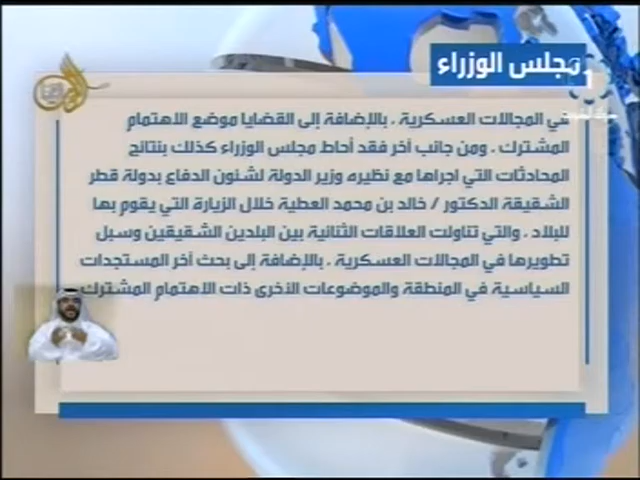 مجلس الوزراء
في المجالات العسكرية ، بالإضافة إلى القضايا موضع الاهتمام
المشترك . ومن جانب آخر فقد أحاط مجلس الوزراء كذلك بنتائج
المحادثات التي اجراها مع نظيره وزير الدولة لشئون الدفاع بدولة قطر
الشقيقة الدكتور / خالد بن محمد العطية خلال الزيارة التي يقوم بها
للبلاد ، والتي تناولت العلاقات الثنائية بين البلدين الشقيقين وسبل
تطويرها في المجالات العسكرية ، بالإضافة إلى بحث أخر المستجدات
السياسية في المنطقة والموضوعات الأخرى ذات الاهتمام المشترك